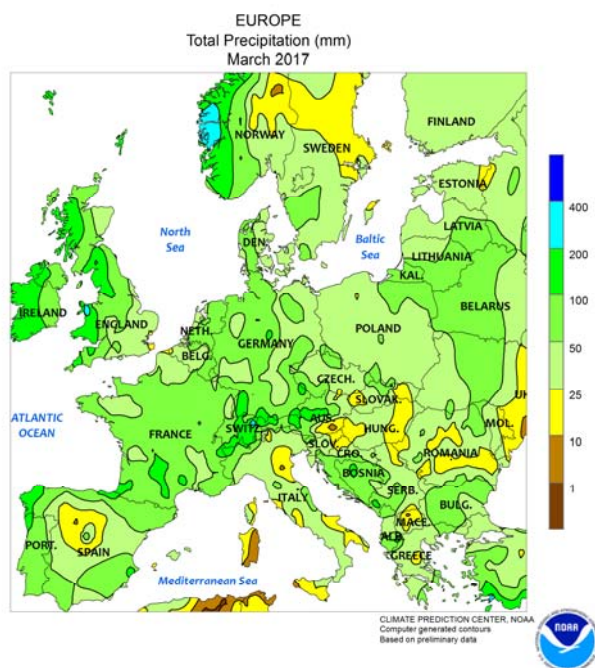 EUROPE
Total Precipitation (mm)
March 2017
FINLAND
NORWAY
SWEDEN
ESTONIA
North
Sea
DEN.
Baltic
Sea
LATVIA
LITHUANIA
KAL.
BELARUS
IRELAND
ENGLAND
NETH.
BELG.
GERMANY
POLAND
CZECH.
SLOVAK.
UK
MOL.
ATLANTIC
OCEAN
FRANCE
SWITZ.
AUS.
HUNG.
SLOV.
CRO.
ROMANIA
BOSNIA
SERB.
ITALY
BULG.
MACE.
ALB.
GREECE
PORT.
SPAIN
Mediterranean Sea
400
200
100
50
25
10
1
CLIMATE PREDICTION CENTER, NOAA
Computer generated contours
Based on preliminary data
NOAA